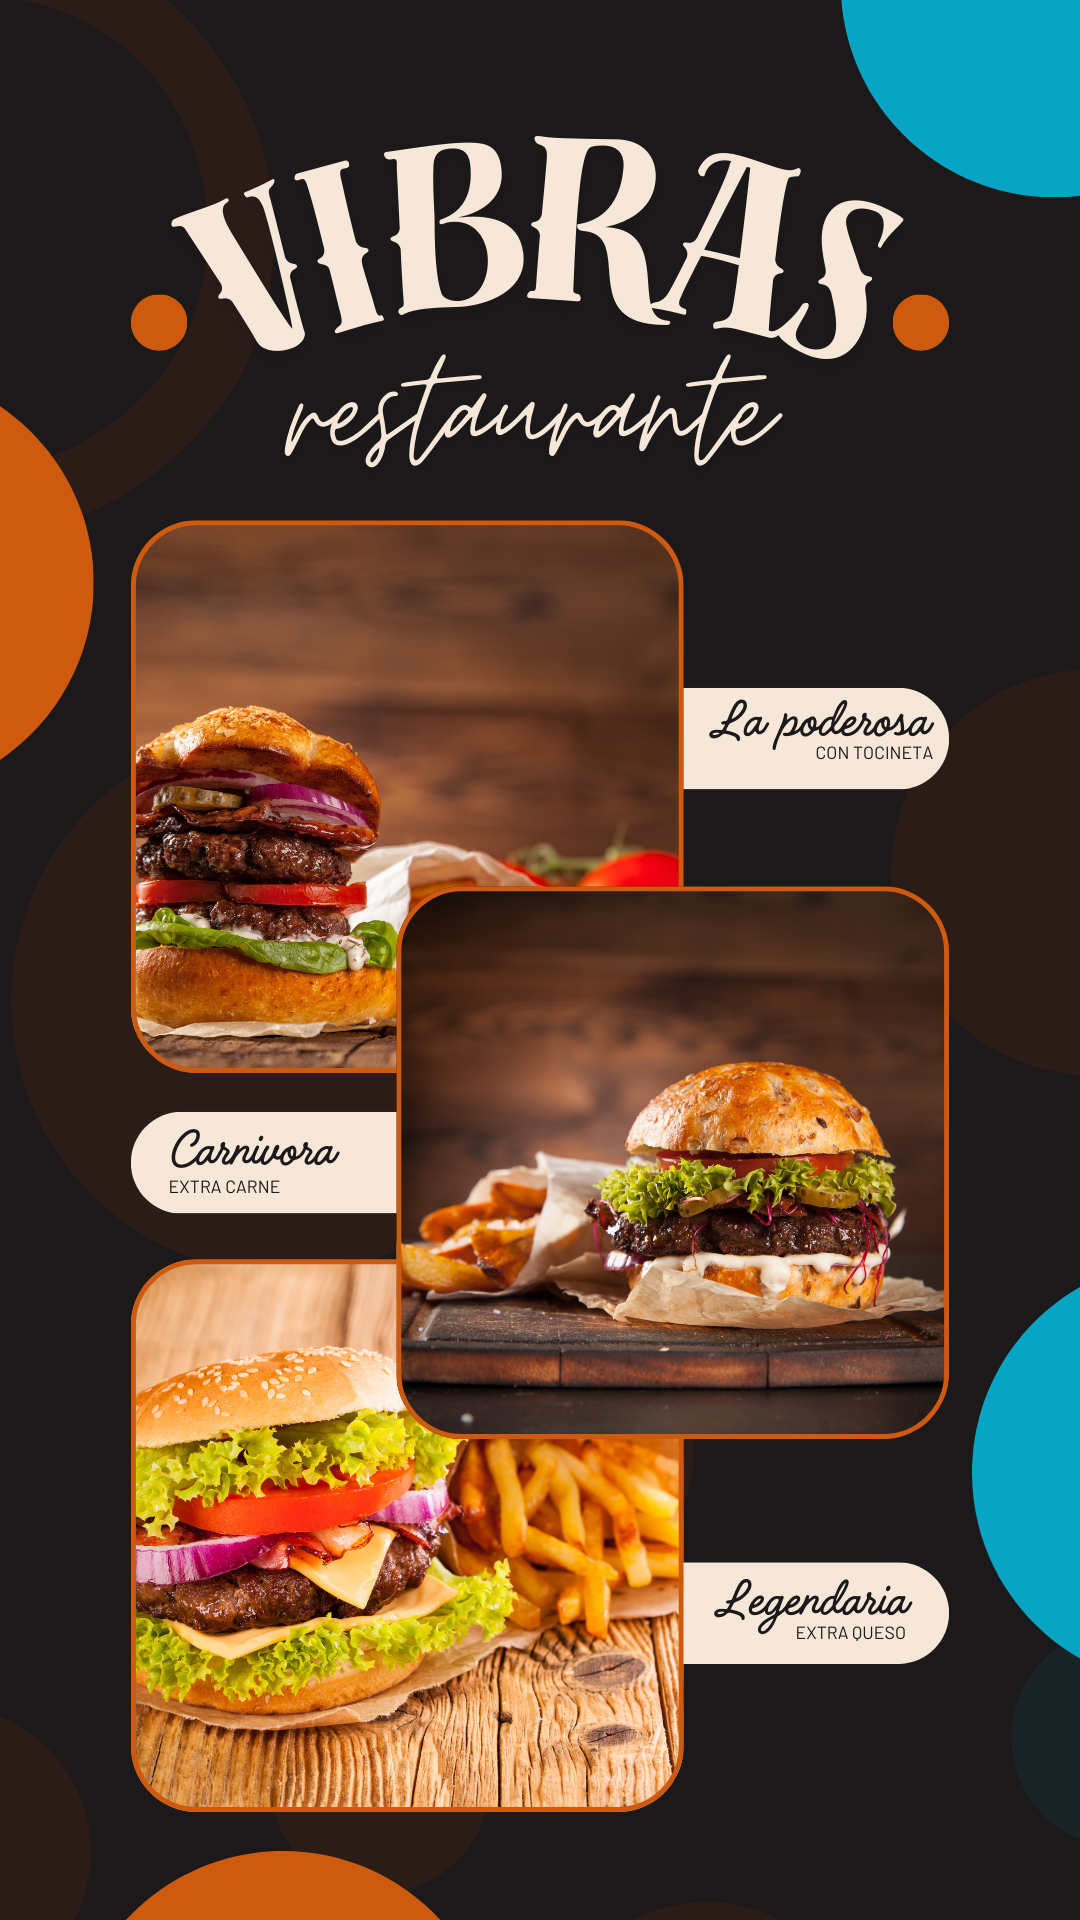 VIBRAS
restaurante
La poderosa
CON TOCINETA
Carnivora
EXTRA CARNE
Legendaria
EXTRA QUESO